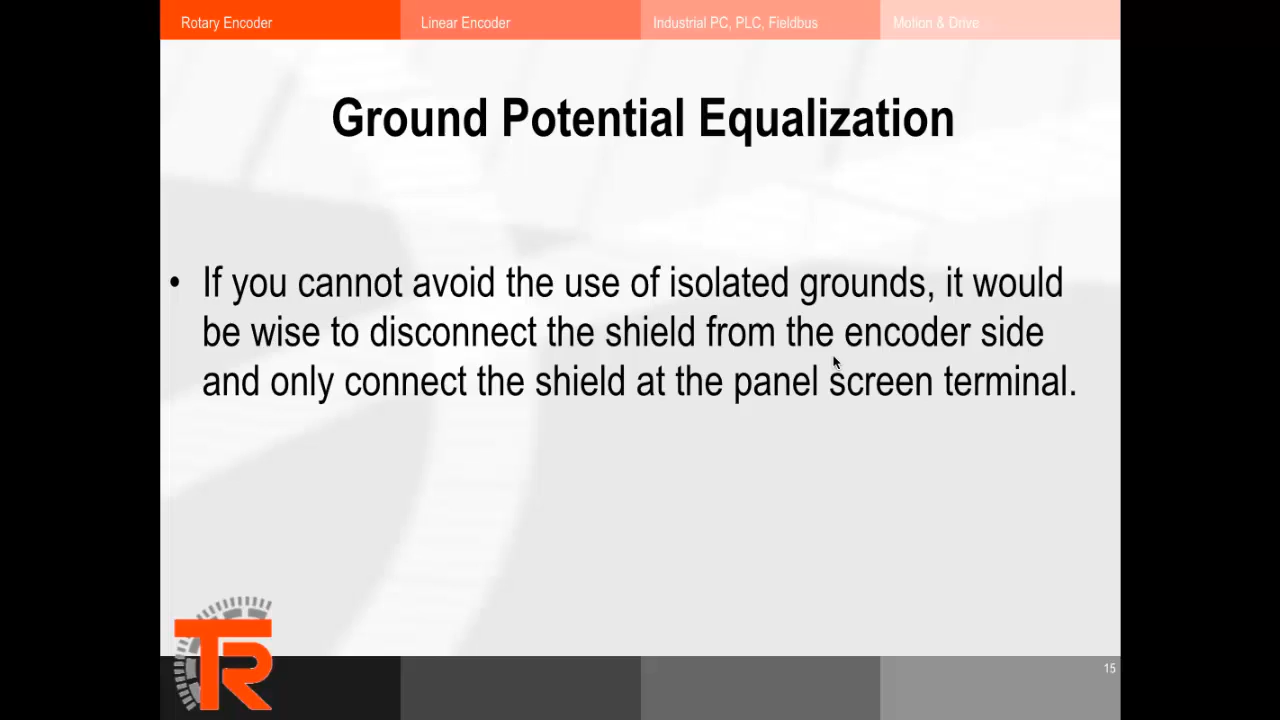 Rotary Encoder
Linear Encoder
Industrial PC, PLC, Fieldbus
Motion & Drive
Ground Potential Equalization
• If you cannot avoid the use of isolated grounds, it would
be wise to disconnect the shield from the encoder side
and only connect the shield at the panel screen terminal.
TR
15